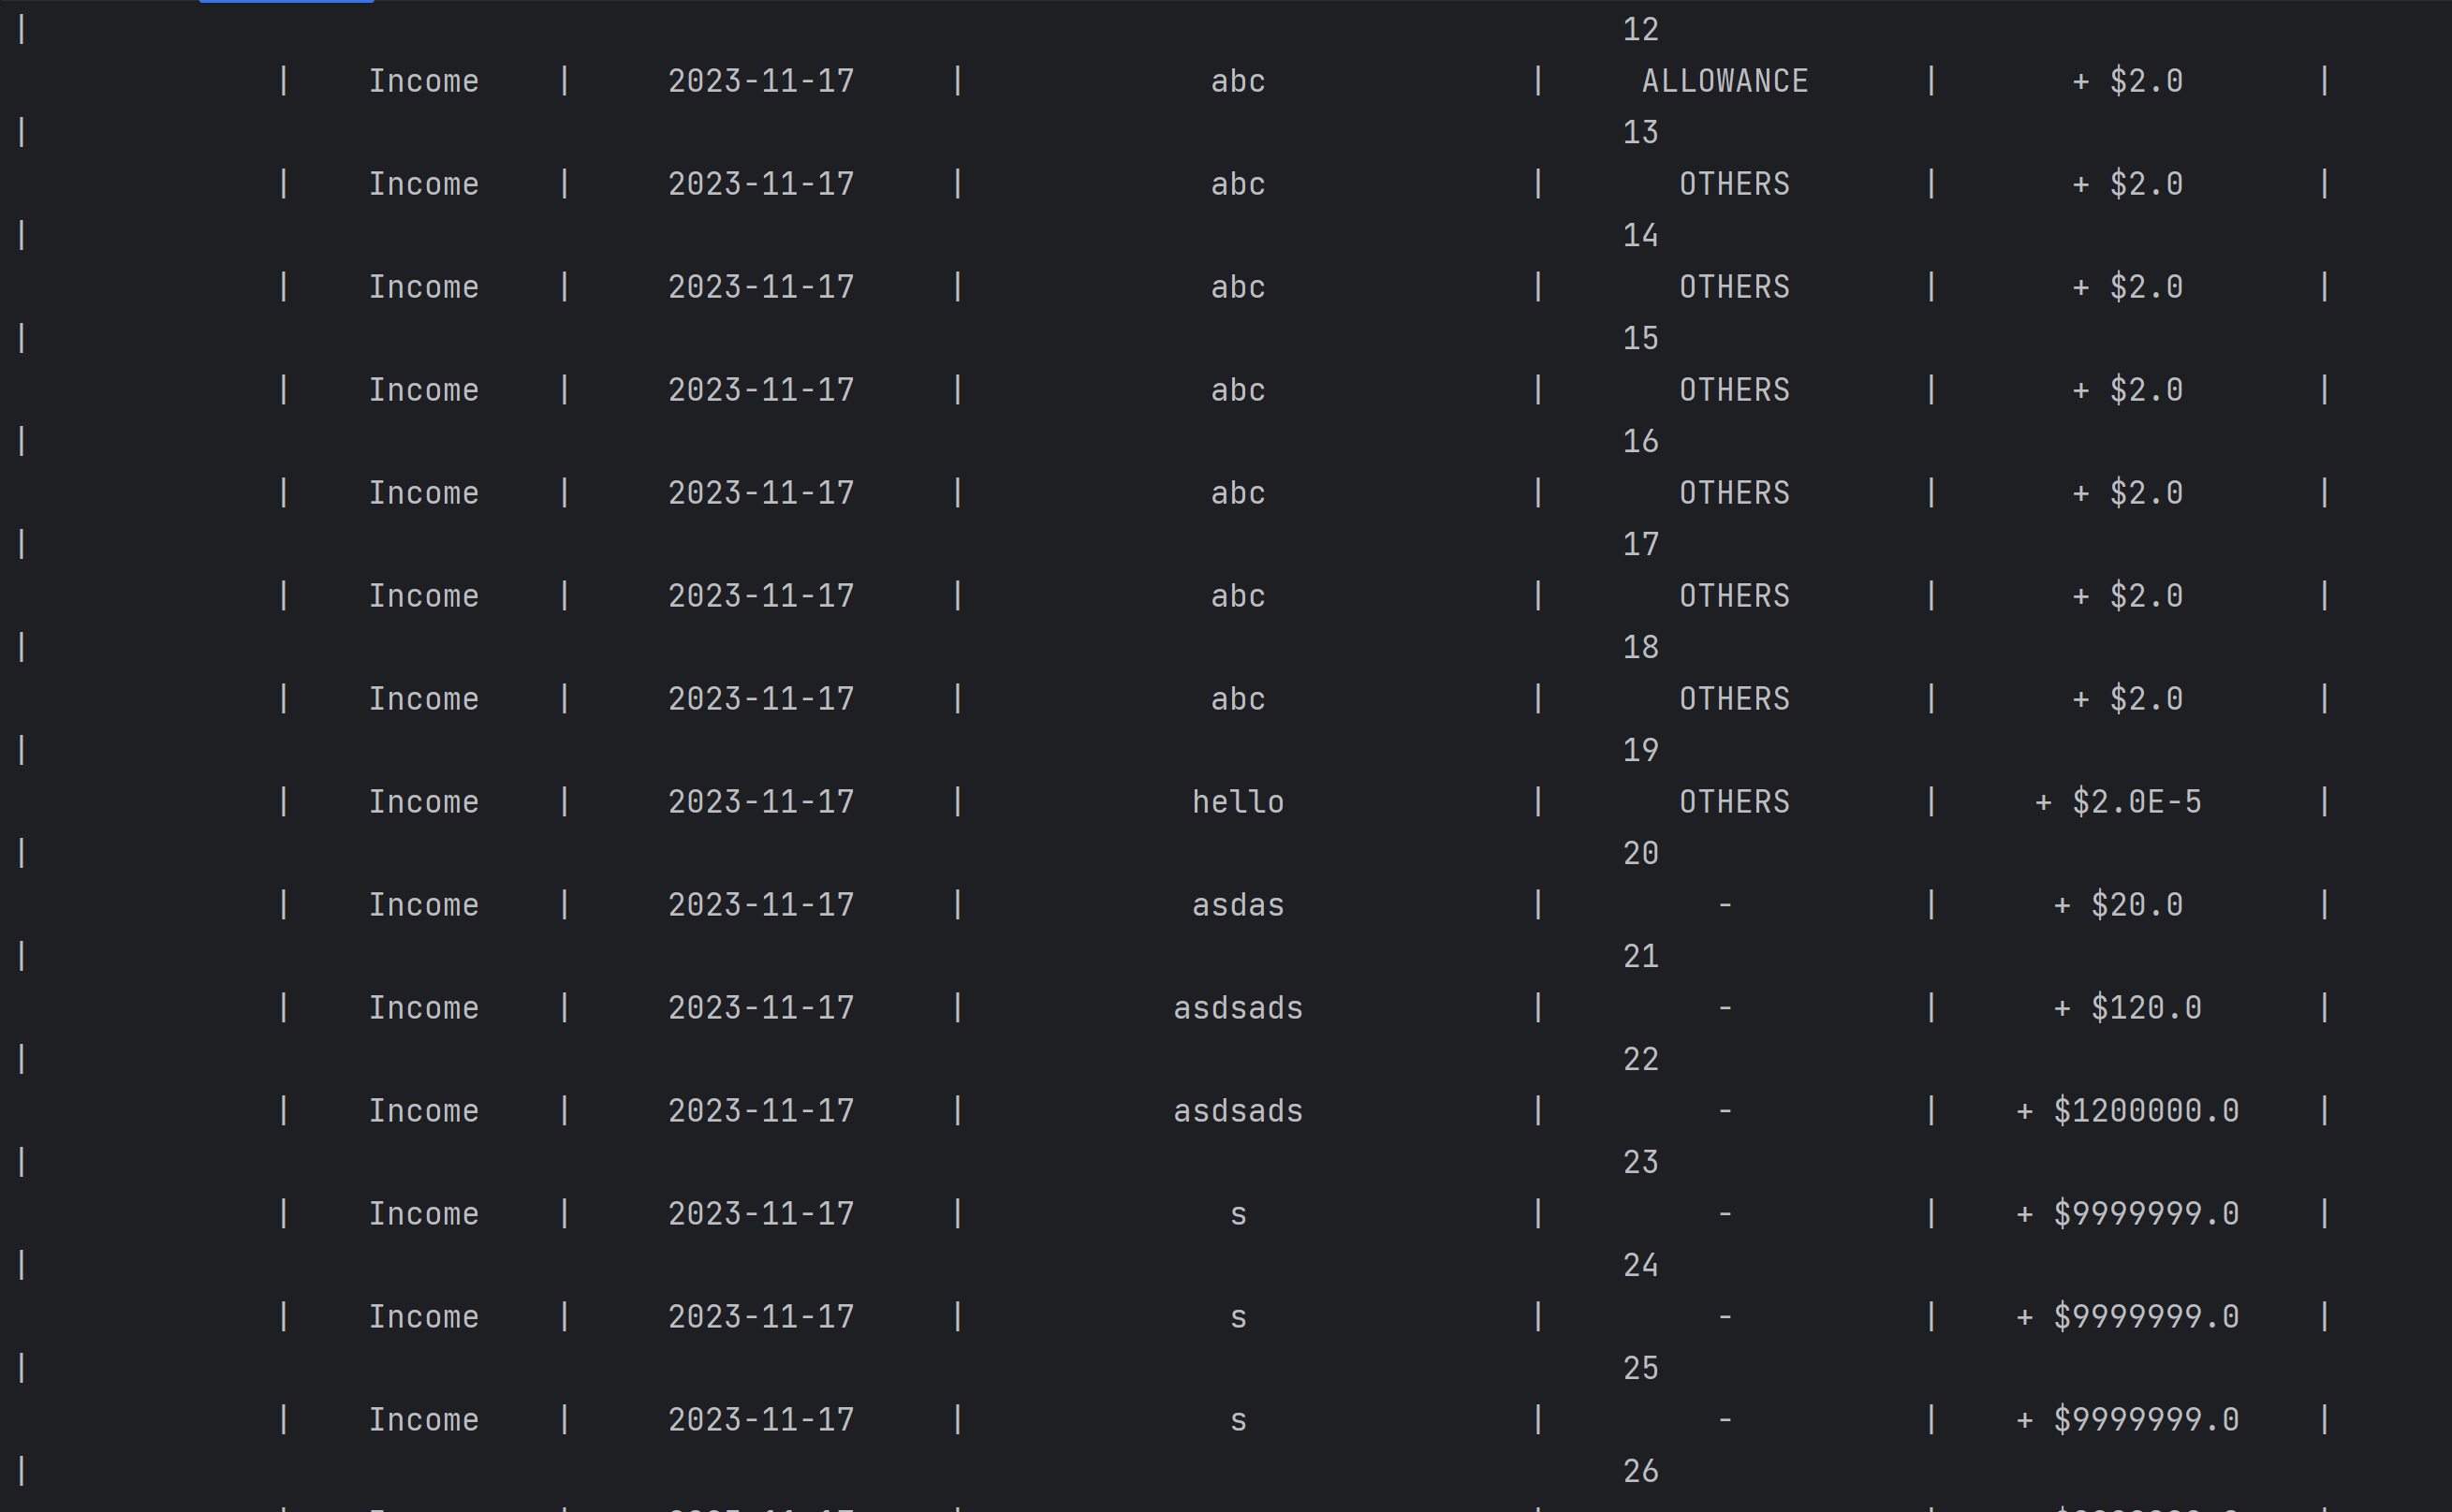 | 12
| Income | 2023-11-17 | abc | ALLOWANCE | + $2.0 |
| 13
| Income | 2023-11-17 | abc | OTHERS | + $2.0 |
| 14
| Income | 2023-11-17 | abc | OTHERS | + $2.0 |
| 15
| Income | 2023-11-17 | abc | OTHERS | + $2.0 |
| 16
| Income | 2023-11-17 | abc | OTHERS | + $2.0 |
| 17
| Income | 2023-11-17 | abc | OTHERS | + $2.0 |
| 18
| Income | 2023-11-17 | abc | OTHERS | + $2.0 |
| 19
| Income | 2023-11-17 | hello | OTHERS | + $2.0E-5 |
| 20
| Income | 2023-11-17 | asdas | - | + $20.0 |
| 21
| Income | 2023-11-17 | asdsads | - | + $120.0 |
| 22
| Income | 2023-11-17 | asdsads | - | + $1200000.0 |
| 23
| Income | 2023-11-17 | s | - | + $9999999.0 |
| 24
| Income | 2023-11-17 | s | - | + $9999999.0 |
| 25
| Income | 2023-11-17 | s | - | + $9999999.0 |
| 26